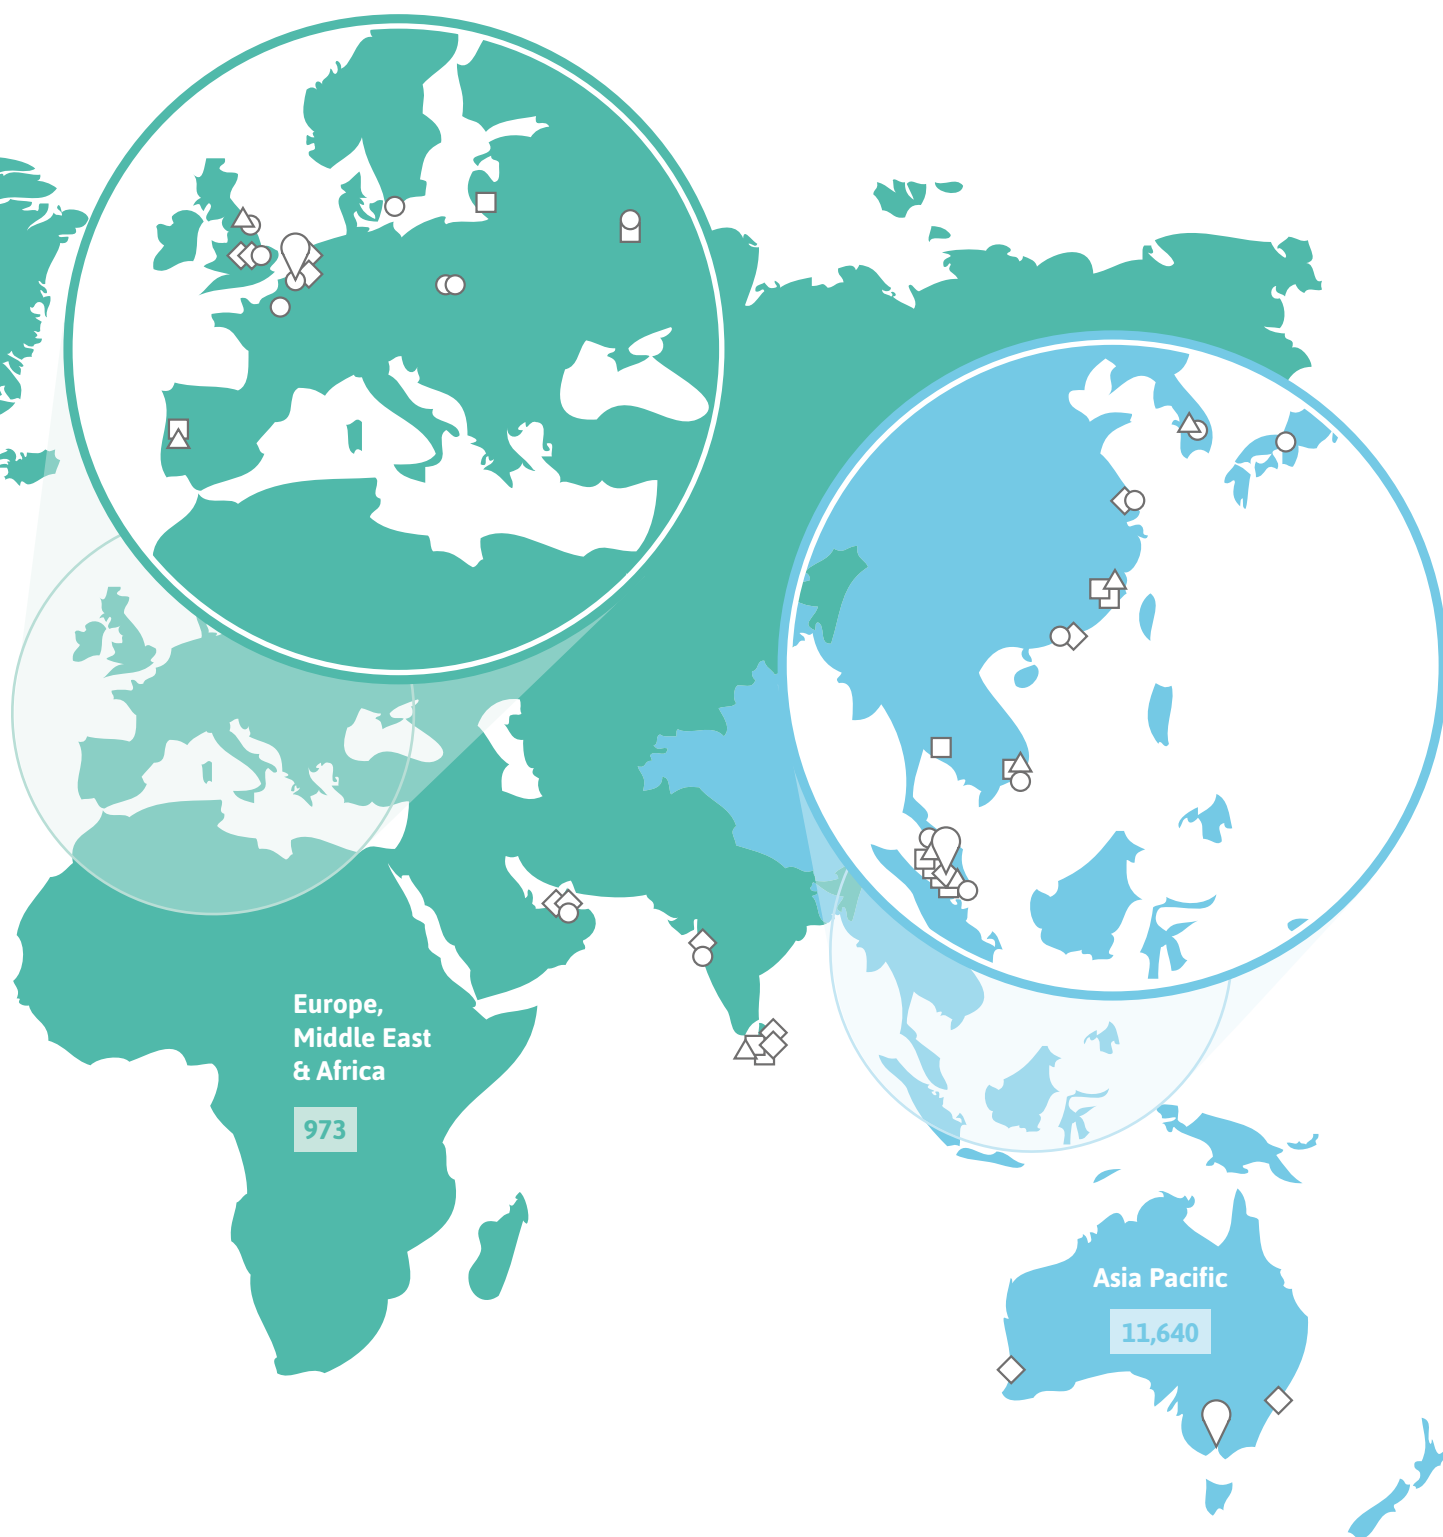 Europe,
Middle East
& Africa
973
Asia Pacific
11,640